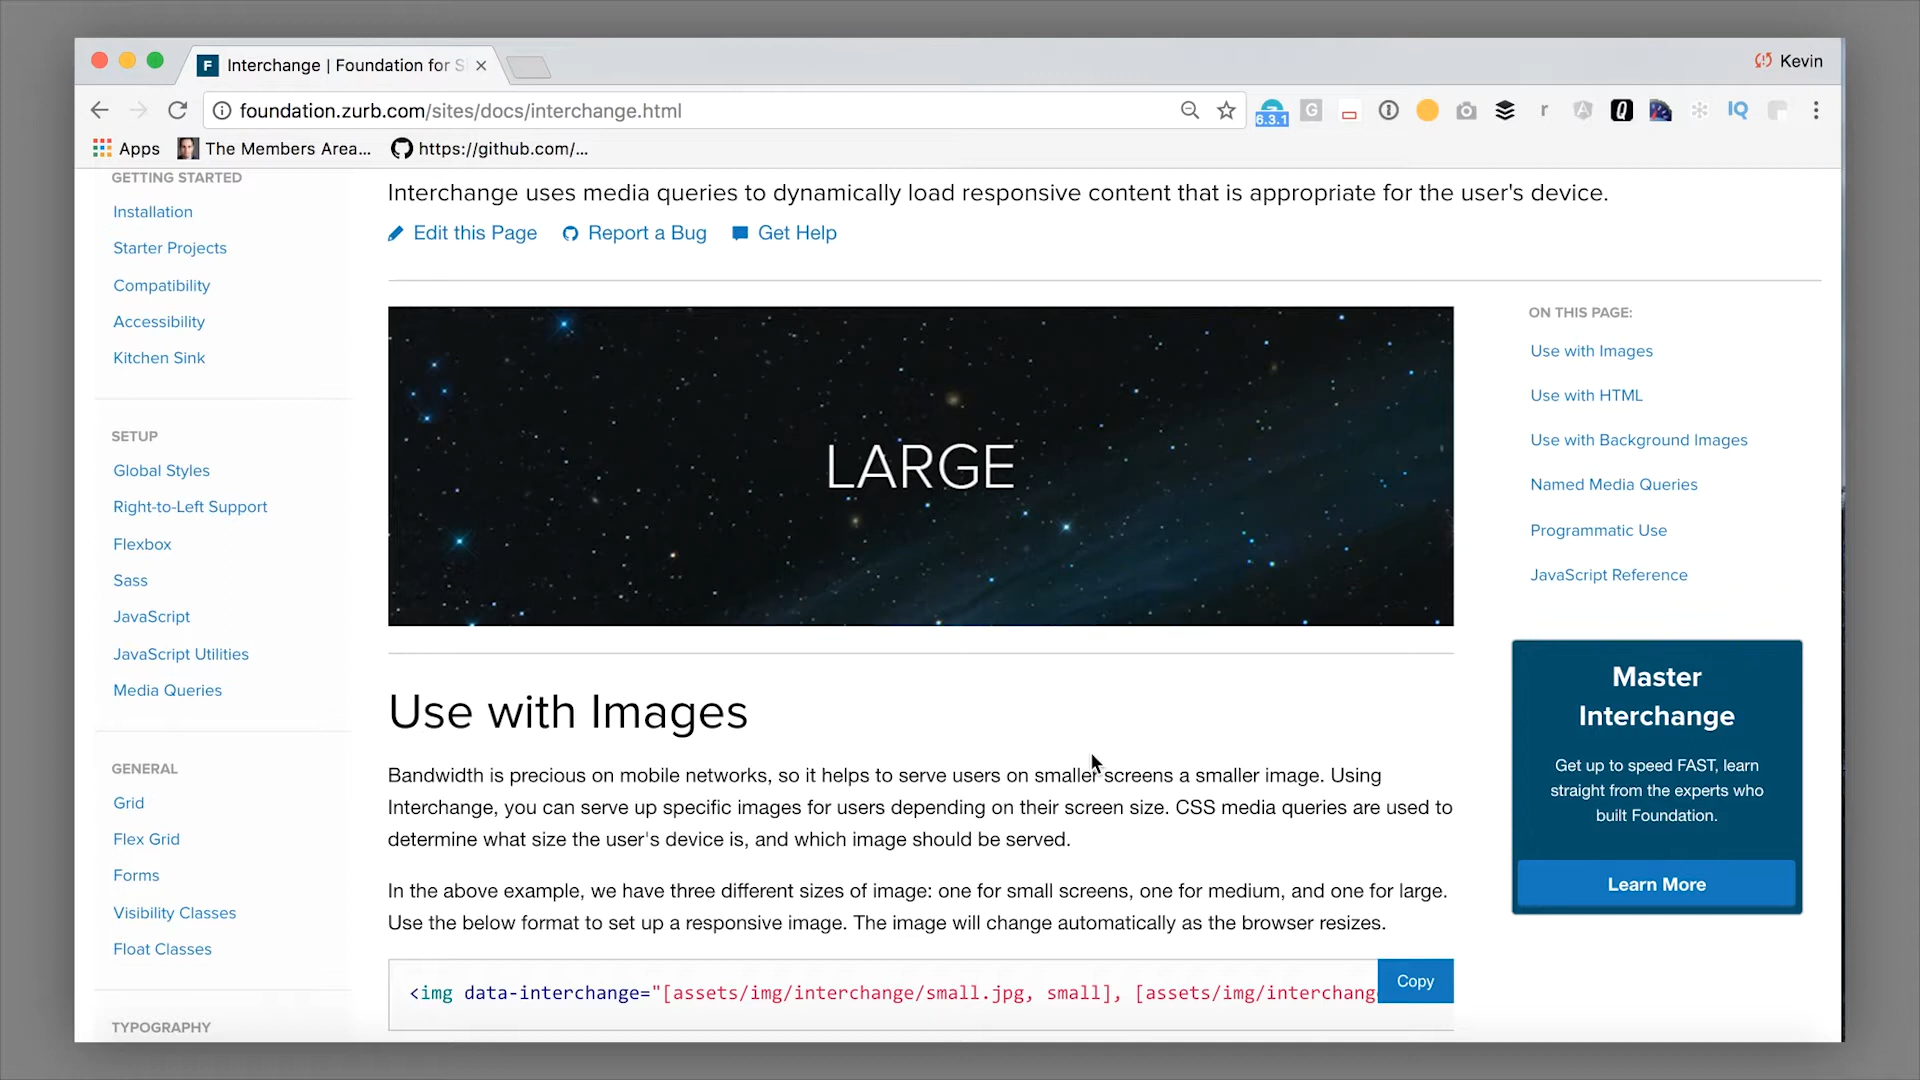 Interchange | Foundation for S
Kevin
foundation.zurb.com/sites/docs/interchange.html
6.3.1
G
r
Q
IQ
Apps
The Members Area...
https://github.com/...
GETTING STARTED
Installation
Starter Projects
Compatibility
Accessibility
Kitchen Sink
SETUP
Global Styles
Right-to-Left Support
Flexbox
Sass
JavaScript
JavaScript Utilities
Media Queries
GENERAL
Grid
Flex Grid
Forms
Visibility Classes
Float Classes
TYPOGRAPHY
Interchange uses media queries to dynamically load responsive content that is appropriate for the user's device.
Edit this Page
Report a Bug
Get Help
LARGE
Use with Images
Bandwidth is precious on mobile networks, so it helps to serve users on smaller screens a smaller image. Using
Interchange, you can serve up specific images for users depending on their screen size. CSS media queries are used to
determine what size the user's device is, and which image should be served.
In the above example, we have three different sizes of image: one for small screens, one for medium, and one for large.
Use the below format to set up a responsive image. The image will change automatically as the browser resizes.
<img data-interchange="[assets/img/interchange/small.jpg, small], [assets/img/interchang
Copy
ON THIS PAGE:
Use with Images
Use with HTML
Use with Background Images
Named Media Queries
Programmatic Use
JavaScript Reference
Master
Interchange
Get up to speed FAST, learn
straight from the experts who
built Foundation.
Learn More